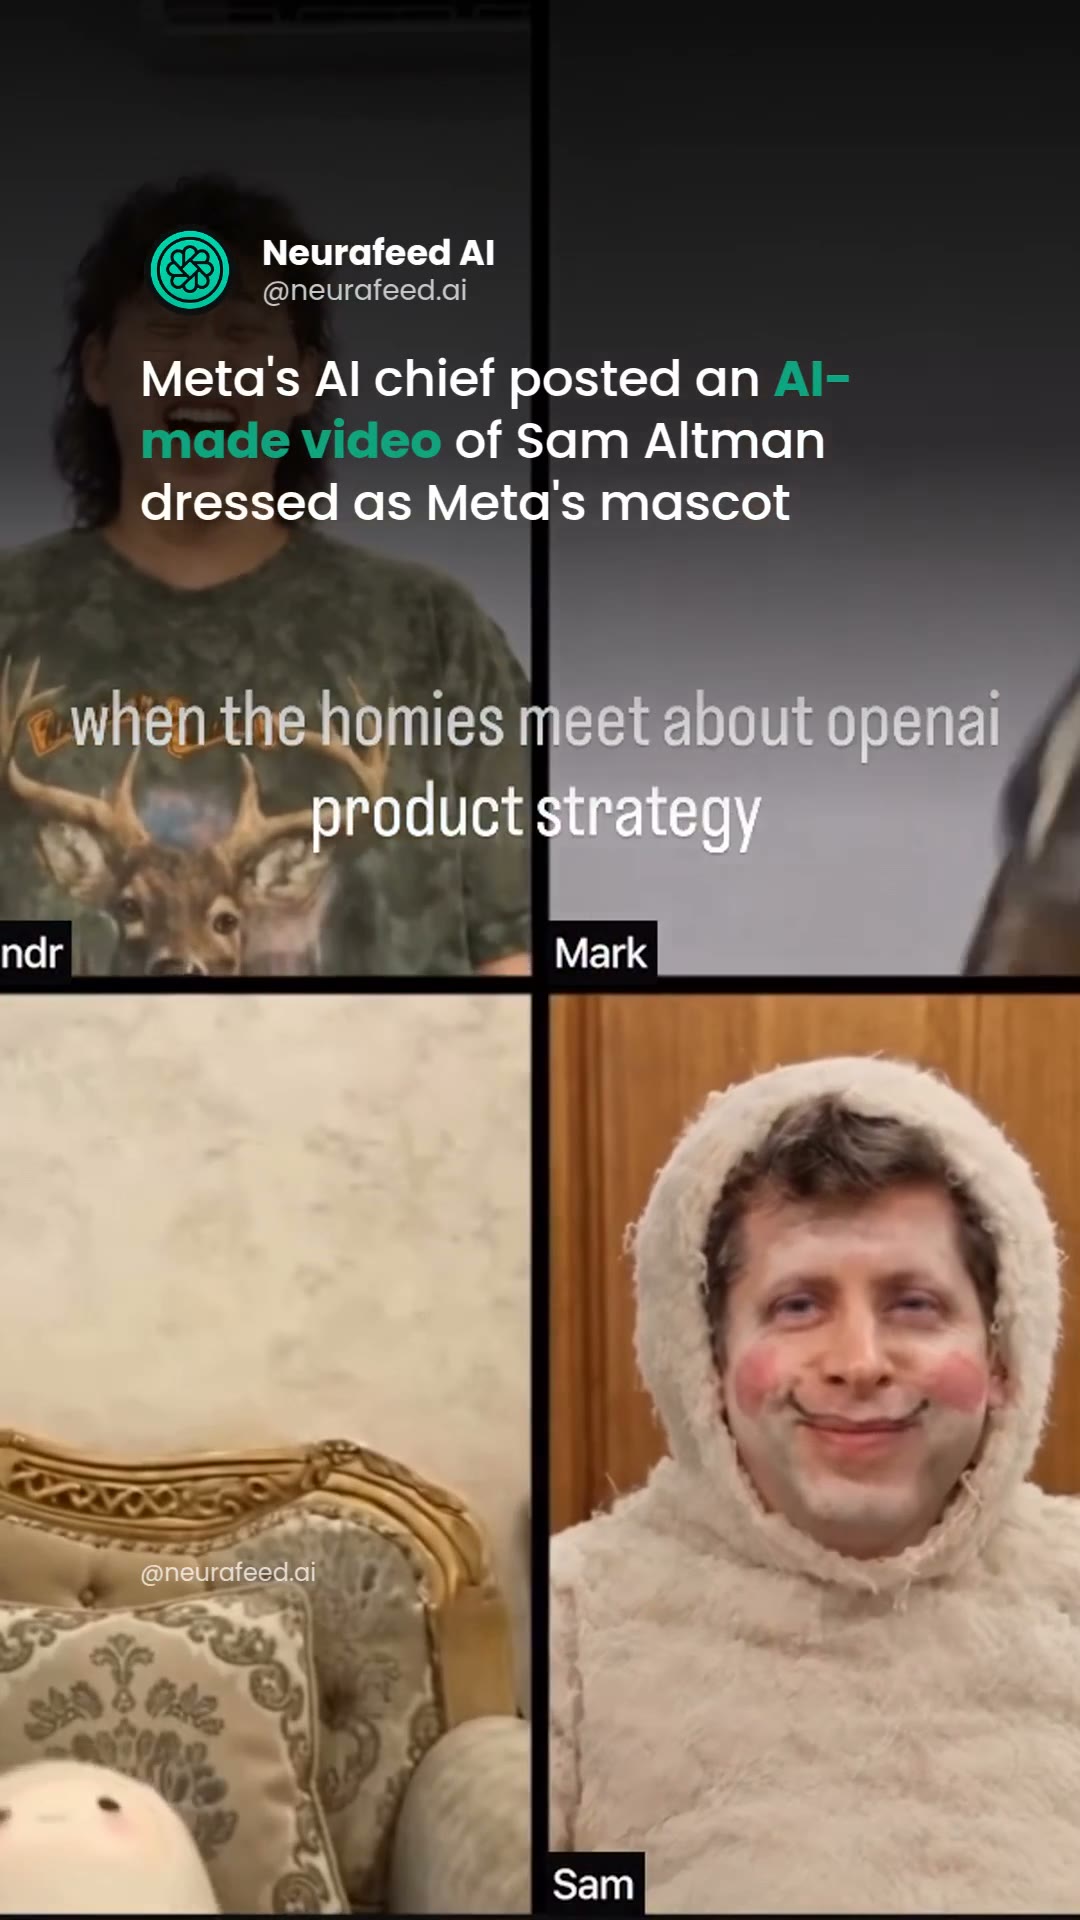 Neurafeed AI
@neurafeed.ai
Meta's AI chief posted an AI-
made video of Sam Altman
dressed as Meta's mascot
when the homies meet about openai
product strategy
ndr
Mark
@neurafeed.ai
Sam